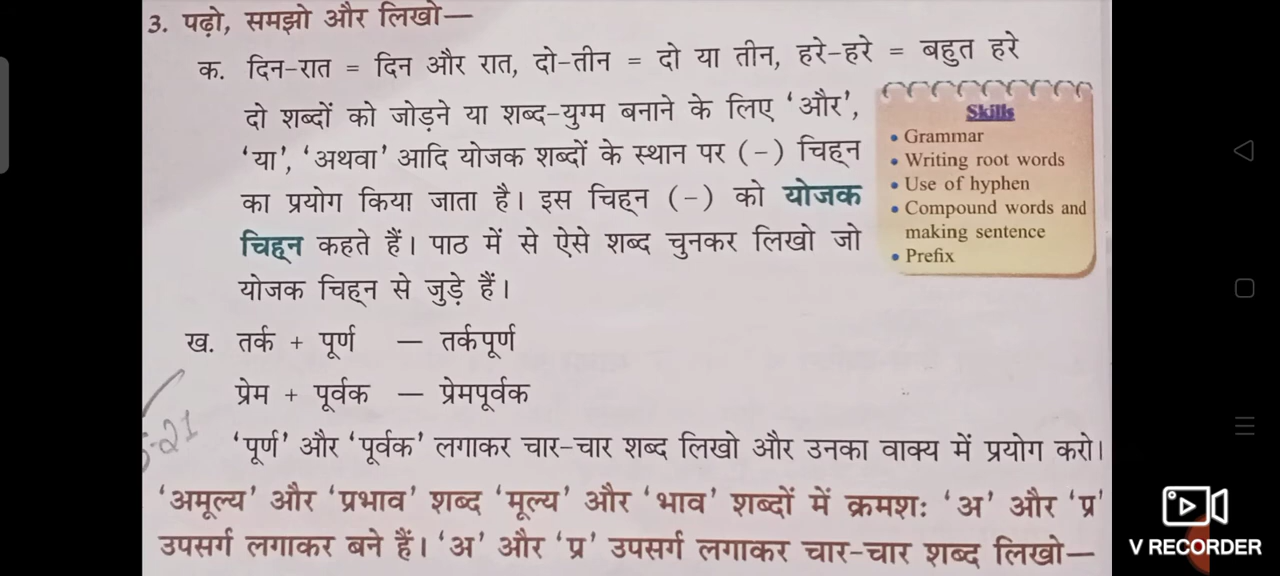 3. पढ़ो, समझो और लिखो—
क. दिन-रात = दिन और रात, दो-तीन = दो या तीन, हरे-हरे = बहुत हरे
दो शब्दों को जोड़ने या शब्द-युग्म बनाने के लिए ‘और’,
‘या’, ‘अथवा’ आदि योजक शब्दों के स्थान पर (-) चिह्न
का प्रयोग किया जाता है। इस चिह्न (-) को योजक
चिह्न कहते हैं। पाठ में से ऐसे शब्द चुनकर लिखो जो
योजक चिह्न से जुड़े हैं।
Skills
• Grammar
• Writing root words
• Use of hyphen
• Compound words and
making sentence
• Prefix
ख. तर्क + पूर्ण — तर्कपूर्ण
प्रेम + पूर्वक — प्रेमपूर्वक
‘पूर्ण’ और ‘पूर्वक’ लगाकर चार-चार शब्द लिखो और उनका वाक्य में प्रयोग करो।
‘अमूल्य’ और ‘प्रभाव’ शब्द ‘मूल्य’ और ‘भाव’ शब्दों में क्रमशः ‘अ’ और ‘प्र’
उपसर्ग लगाकर बने हैं। ‘अ’ और ‘प्र’ उपसर्ग लगाकर चार-चार शब्द लिखो—
V RECORDER